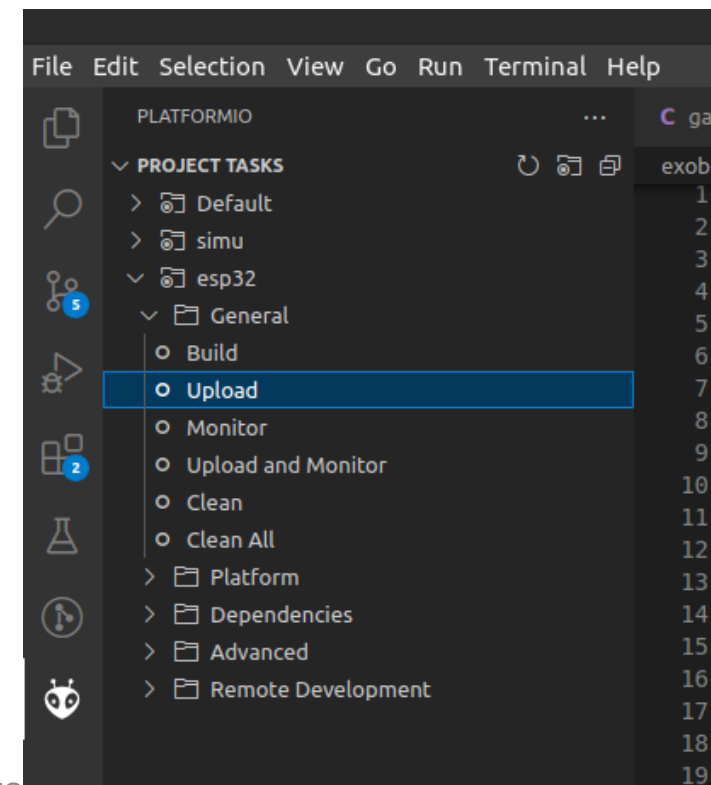 File Edit Selection View Go Run Terminal Help
PLATFORMIO ··· C ga
PROJECT TASKS exob
Default
simu
esp32
General
Build
Upload
Monitor
Upload and Monitor
Clean
Clean All
Platform
Dependencies
Advanced
Remote Development
5
2
1
2
3
4
5
6
7
8
9
10
11
12
13
14
15
16
17
18
19